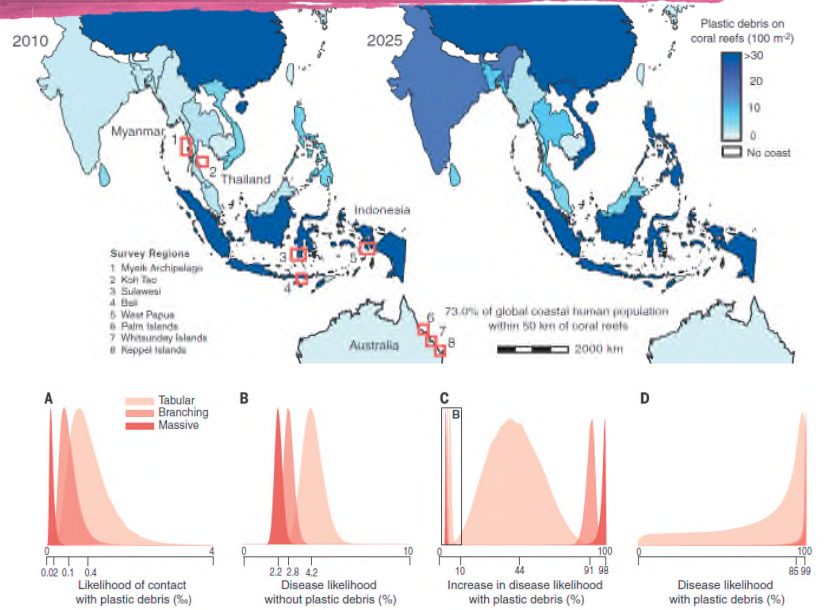 2010
2025
Plastic debris on
coral reefs (100 m-2)
>30
20
10
0
No coast
Myanmar
1
2
Thailand
Indonesia
3
4
5
Survey Regions
1 Myeik Archipelago
2 Koh Tao
3 Sulawesi
4 Bali
5 West Papua
6 Palm Islands
7 Whitsunday Islands
8 Keppel Islands
73.0% of global coastal human population
within 50 km of coral reefs
2000 km
Australia
6
7
8
A
Tabular
Branching
Massive
0 4
0.02 0.1 0.4
Likelihood of contact
with plastic debris (‰)
B
0 10
2.2 2.8 4.2
Disease likelihood
without plastic debris (%)
C
B
0 100
10 44 91 98
Increase in disease likelihood
with plastic debris (%)
D
0 100
85 99
Disease likelihood
with plastic debris (%)